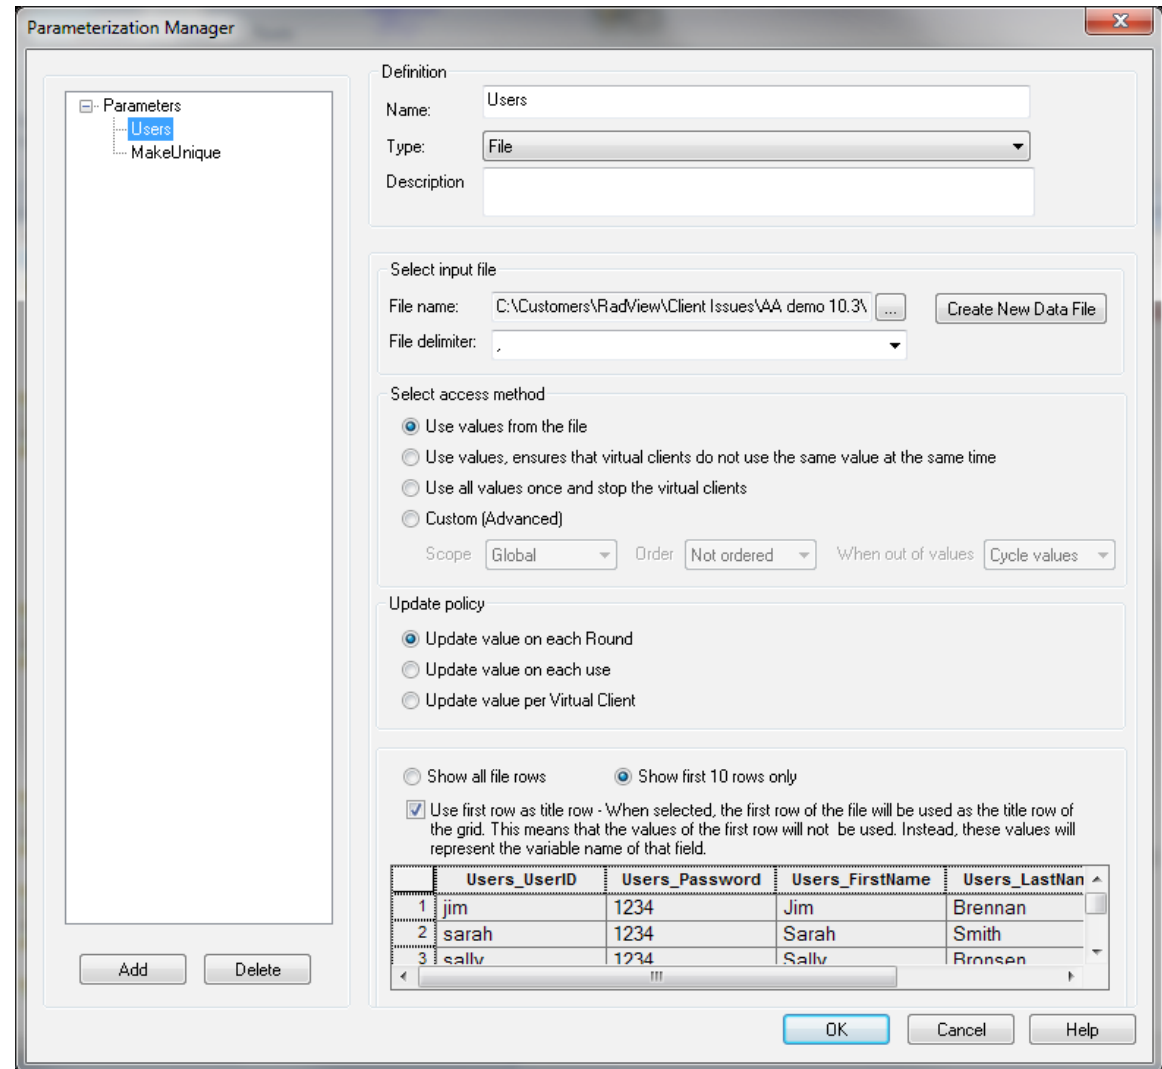 Parameterization Manager
Parameters
Users
MakeUnique
Add
Delete
Definition
Name:
Users
Type:
File
Description
Select input file
File name:
C:\Customers\RadView\Client Issues\AA demo 10.3\
...
Create New Data File
File delimiter:
,
Select access method
Use values from the file
Use values, ensures that virtual clients do not use the same value at the same time
Use all values once and stop the virtual clients
Custom (Advanced)
Scope Global Order Not ordered When out of values Cycle values
Update policy
Update value on each Round
Update value on each use
Update value per Virtual Client
Show all file rows Show first 10 rows only
Use first row as title row - When selected, the first row of the file will be used as the title row of
the grid. This means that the values of the first row will not be used. Instead, these values will
represent the variable name of that field.
Users_UserID Users_Password Users_FirstName Users_LastNan
1 jim 1234 Jim Brennan
2 sarah 1234 Sarah Smith
3 sally 1234 Sally Bronsen
OK Cancel Help